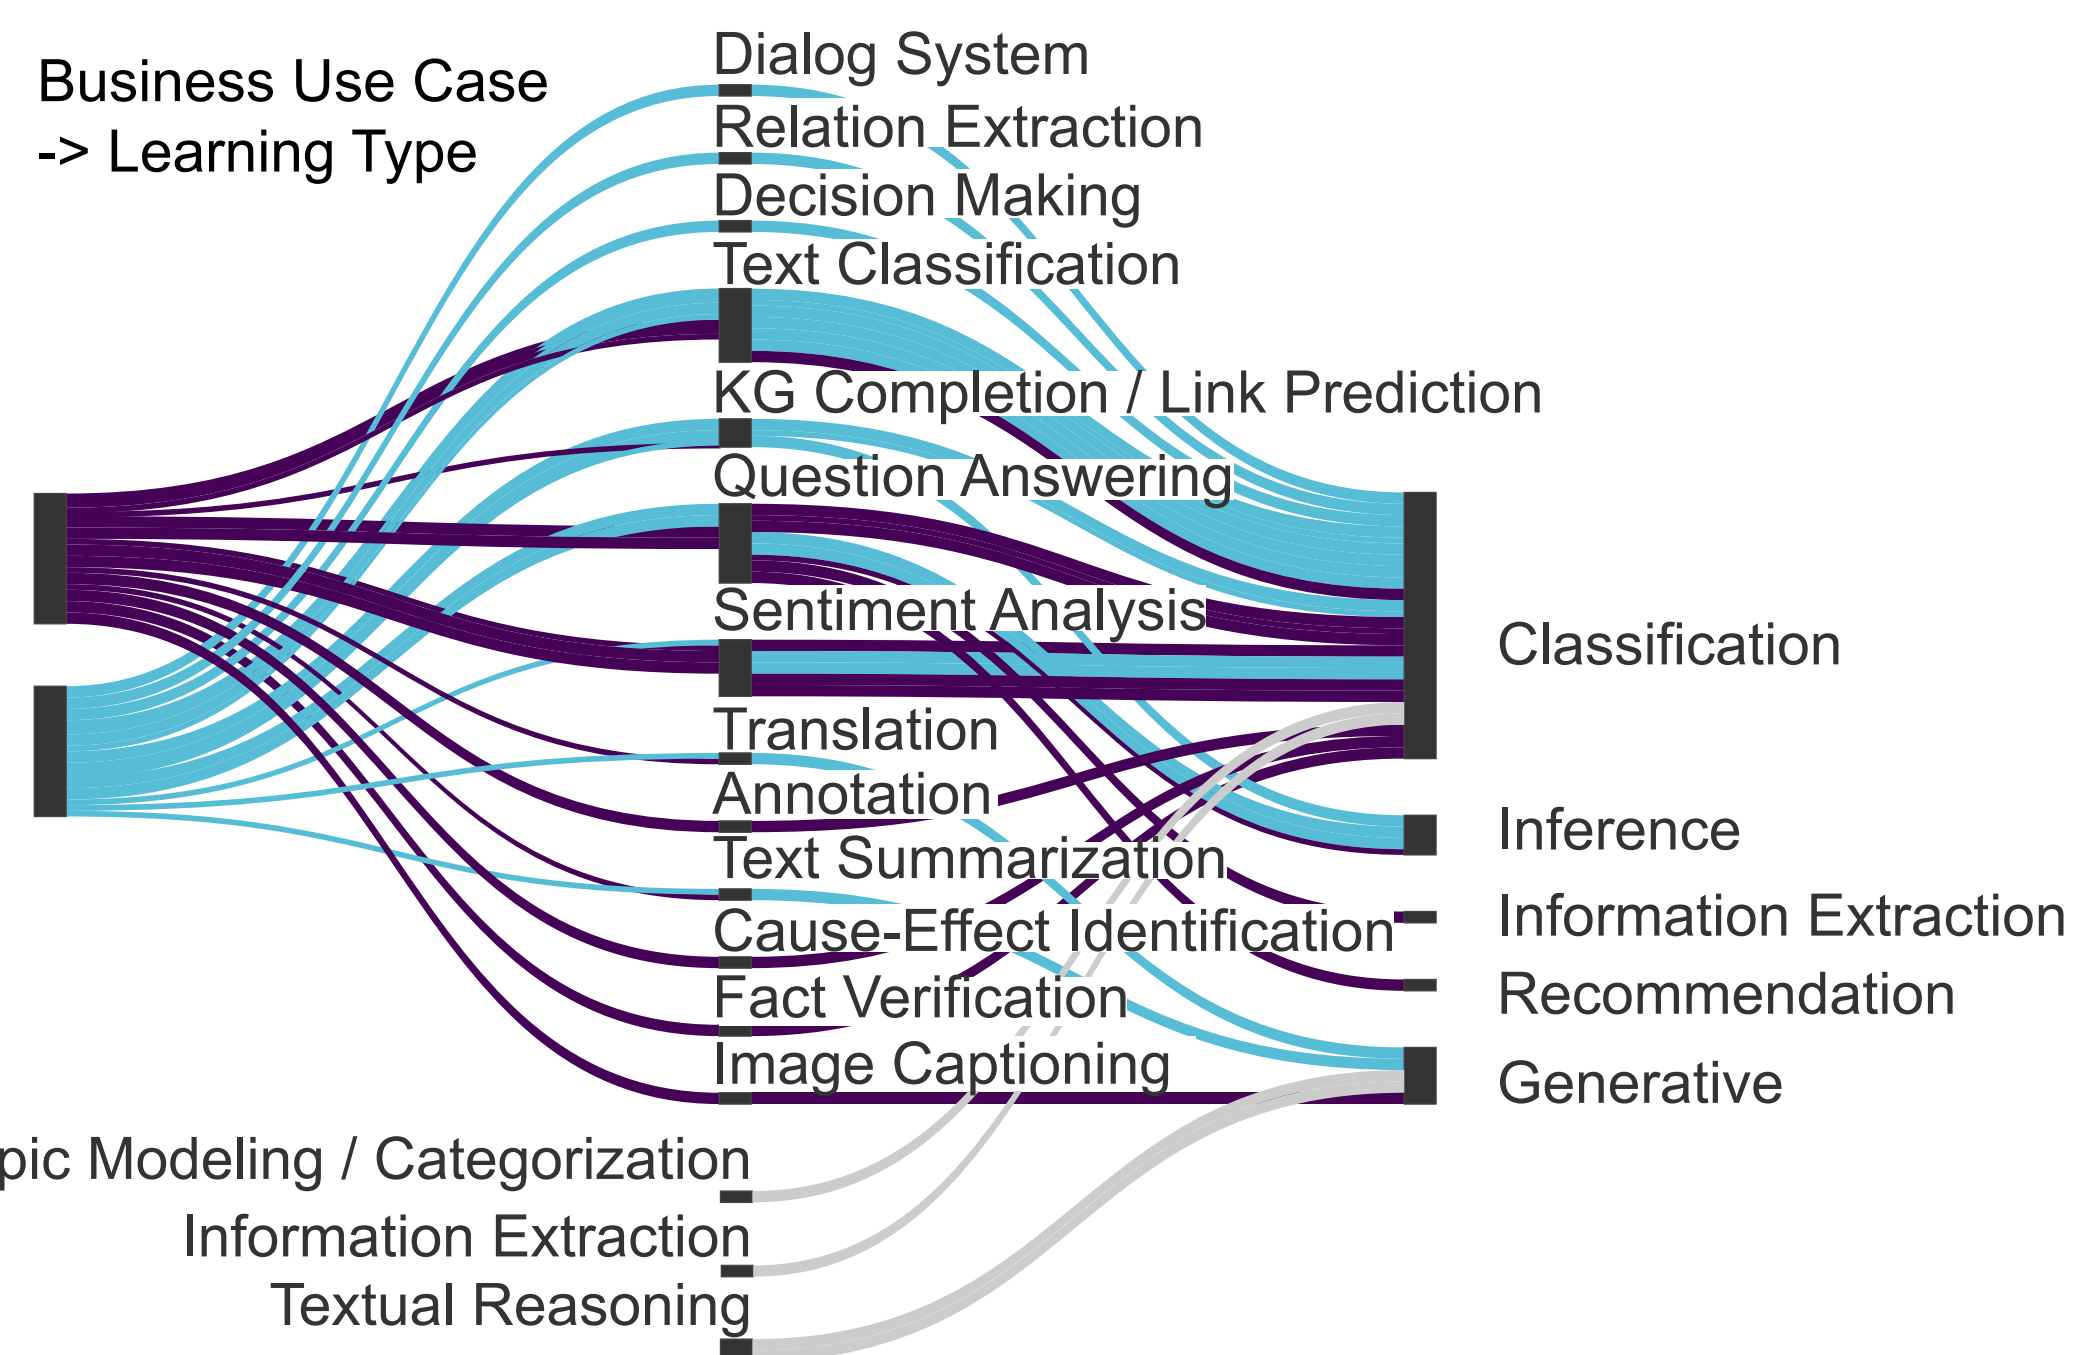 Business Use Case
-> Learning Type
Dialog System
Relation Extraction
Decision Making
Text Classification
KG Completion / Link Prediction
Question Answering
Sentiment Analysis
Translation
Annotation
Text Summarization
Cause-Effect Identification
Fact Verification
Image Captioning
Modeling / Categorization
Information Extraction
Textual Reasoning
Classification
Inference
Information Extraction
Recommendation
Generative